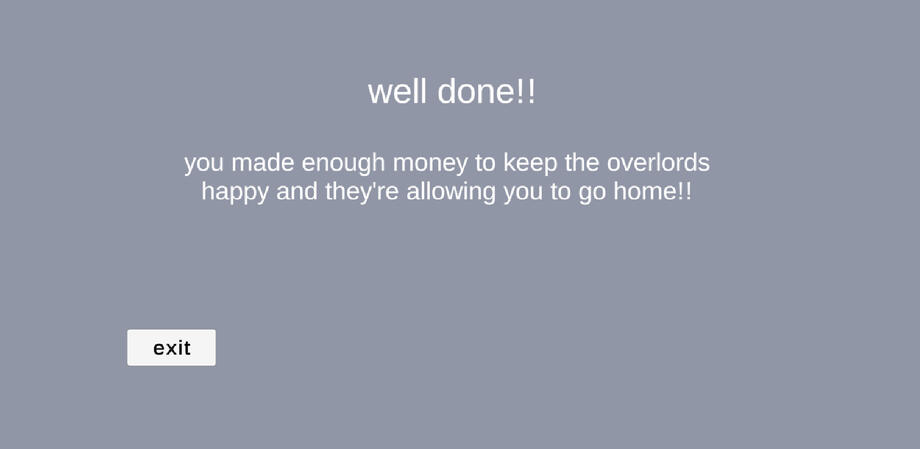 well done!!
you made enough money to keep the overlords
happy and they're allowing you to go home!!
exit